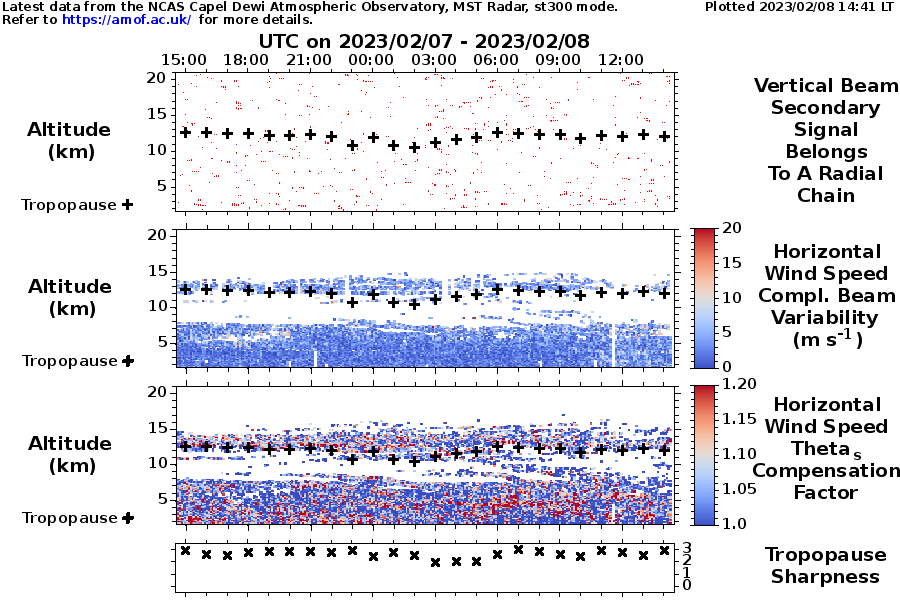 Latest data from the NCAS Capel Dewi Atmospheric Observatory, MST Radar, st300 mode.
Plotted 2023/02/08 14:41 LT
Refer to https://amof.ac.uk/ for more details.
UTC on 2023/02/07 - 2023/02/08
15:00 18:00 21:00 00:00 03:00 06:00 09:00 12:00
20
15
10
5
Altitude
(km)
Tropopause +
Vertical Beam
Secondary
Signal
Belongs
To A Radial
Chain
20
15
10
5
Altitude
(km)
Tropopause +
20
15
10
5
0
Horizontal
Wind Speed
Compl. Beam
Variability
(m s-1)
20
15
10
5
Altitude
(km)
Tropopause +
1.20
1.15
1.10
1.05
1.0
Horizontal
Wind Speed
Theta s
Compensation
Factor
3
2
1
0
Tropopause
Sharpness